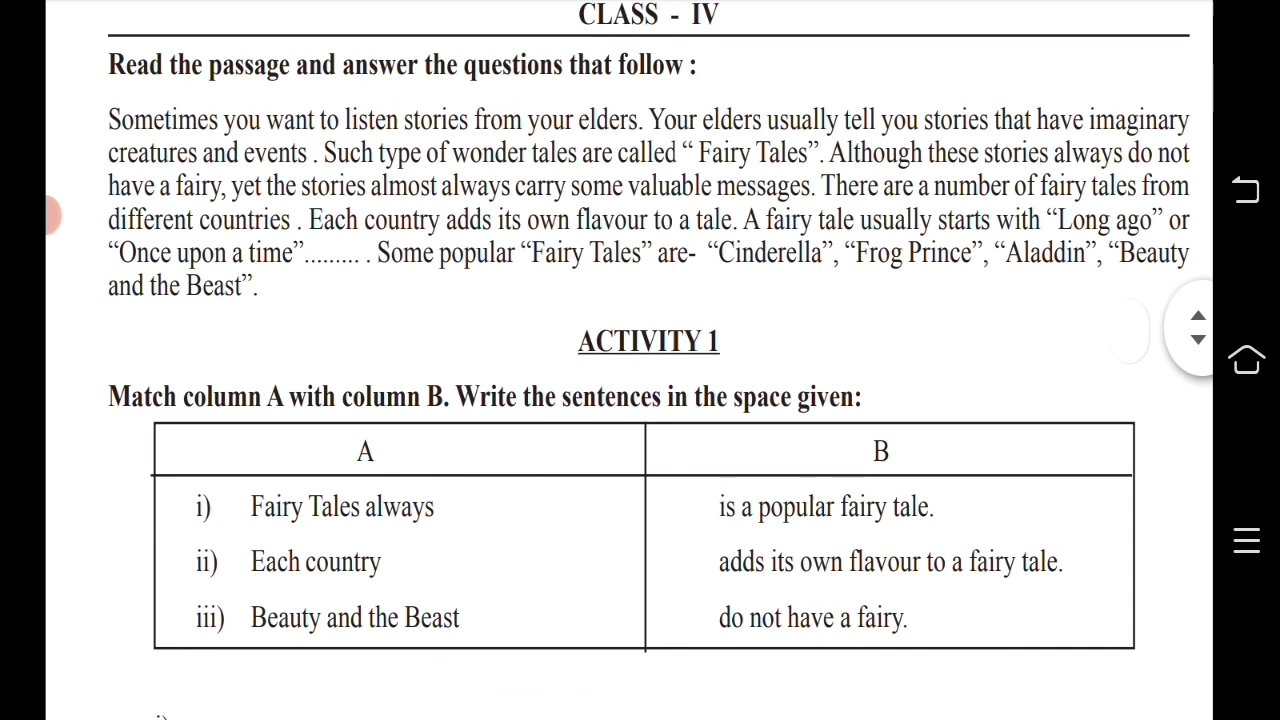 CLASS - IV
Read the passage and answer the questions that follow :
Sometimes you want to listen stories from your elders. Your elders usually tell you stories that have imaginary
creatures and events . Such type of wonder tales are called “ Fairy Tales”. Although these stories always do not
have a fairy, yet the stories almost always carry some valuable messages. There are a number of fairy tales from
different countries . Each country adds its own flavour to a tale. A fairy tale usually starts with “Long ago” or
“Once upon a time”......... . Some popular “Fairy Tales” are- “Cinderella”, “Frog Prince”, “Aladdin”, “Beauty
and the Beast”.
ACTIVITY 1
Match column A with column B. Write the sentences in the space given:
A B
i) Fairy Tales always is a popular fairy tale.
ii) Each country adds its own flavour to a fairy tale.
iii) Beauty and the Beast do not have a fairy.